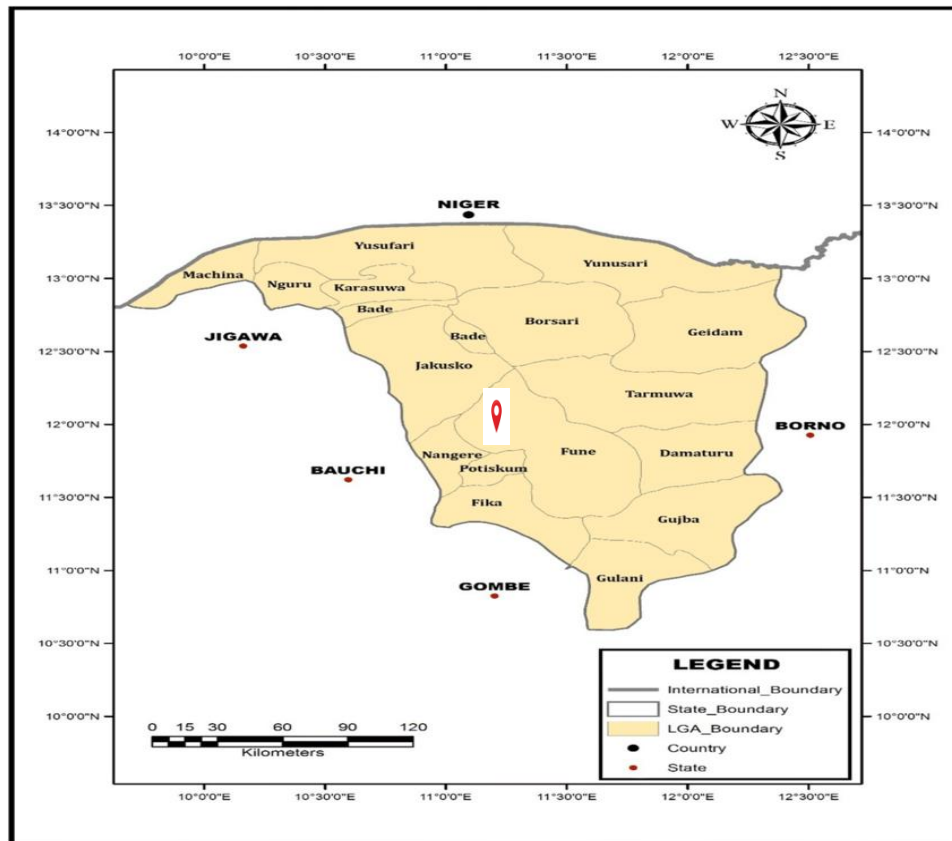 10°0'0"E 10°30'0"E 11°0'0"E 11°30'0"E 12°0'0"E 12°30'0"E
N
W E
S
14°0'0"N 14°0'0"N
13°30'0"N 13°30'0"N
NIGER
Yusufari
Yunusari
Machina
13°0'0"N 13°0'0"N
Nguru
Karasuwa
Bade
Borsari
Geidam
JIGAWA
Bade
12°30'0"N 12°30'0"N
Jakusko
Tarmuwa
12°0'0"N BORNO 12°0'0"N
Nangere
Fune
Damaturu
BAUCHI
Potiskum
11°30'0"N 11°30'0"N
Fika
Gujba
11°0'0"N 11°0'0"N
GOMBE
Gulani
10°30'0"N 10°30'0"N
LEGEND
International_Boundary
State_Boundary
LGA_Boundary
Country
State
10°0'0"N 10°0'0"N
0 15 30 60 90 120
Kilometers
10°0'0"E 10°30'0"E 11°0'0"E 11°30'0"E 12°0'0"E 12°30'0"E